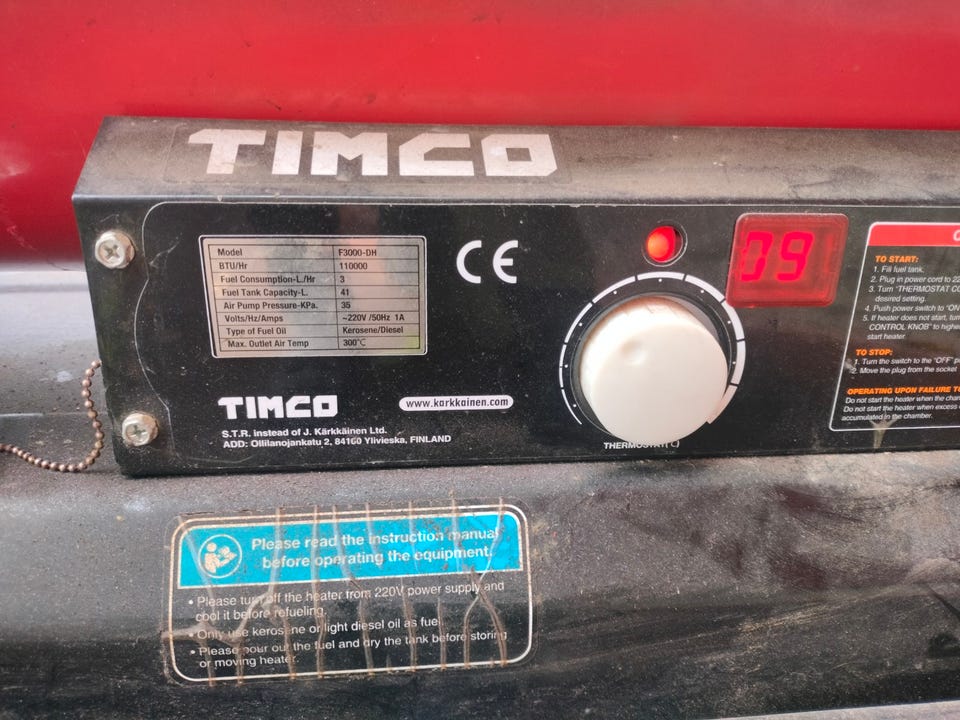 TIMCO
Model F3000-DH
BTU/Hr 110000
Fuel Consumption-L./Hr 3
Fuel Tank Capacity-L. 41
Air Pump Pressure-KPa. 35
Volts/Hz/Amps ~220V /50Hz 1A
Type of Fuel Oil Kerosene/Diesel
Max. Outlet Air Temp 300℃
CE
09
TIMCO
www.karkkainen.com
S.T.R. instead of J. Kärkkäinen Ltd.
ADD: Ollilanojankatu 2, 84100 Ylivieska, FINLAND
THERMOSTAT
TO START:
1. Fill fuel tank.
2. Plug in power cord to
3. Turn "THERMOSTAT
desired setting.
4. Push power switch to
5. If heater does not start,
CONTROL KNOB" to
start heater.
TO STOP:
1. Turn the switch to the "OFF"
2. Move the plug from the socket
OPERATING UPON FAILURE
Do not start the heater when the
Do not start the heater when excess
accumulated in the chamber.
Please read the instruction manual
before operating the equipment.
• Please turn off the heater from 220V power supply and
cool it before refueling.
• Only use kerosene or light diesel oil as fuel.
• Please pour out the fuel and dry the tank before storing
or moving heater.